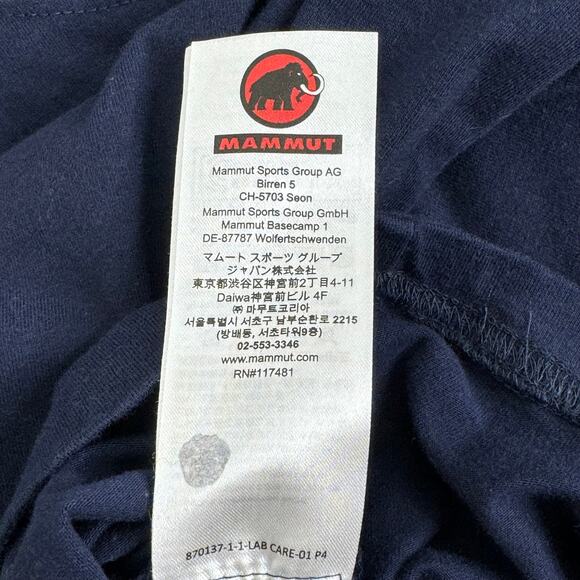 MAMMUT
Mammut Sports Group AG
Birren 5
CH-5703 Seon
Mammut Sports Group GmbH
Mammut Basecamp 1
DE-87787 Wolfertschwenden
マムート スポーツ グループ
ジャパン株式会社
東京都渋谷区神宮前2丁目4-11
Daiwa神宮前ビル 4F
㈜ 마무트코리아
서울특별시 서초구 남부순환로 2215
(방배동, 서초타워9층)
02-553-3346
www.mammut.com
RN#117481
870137-1-1-LAB CARE-01 P4